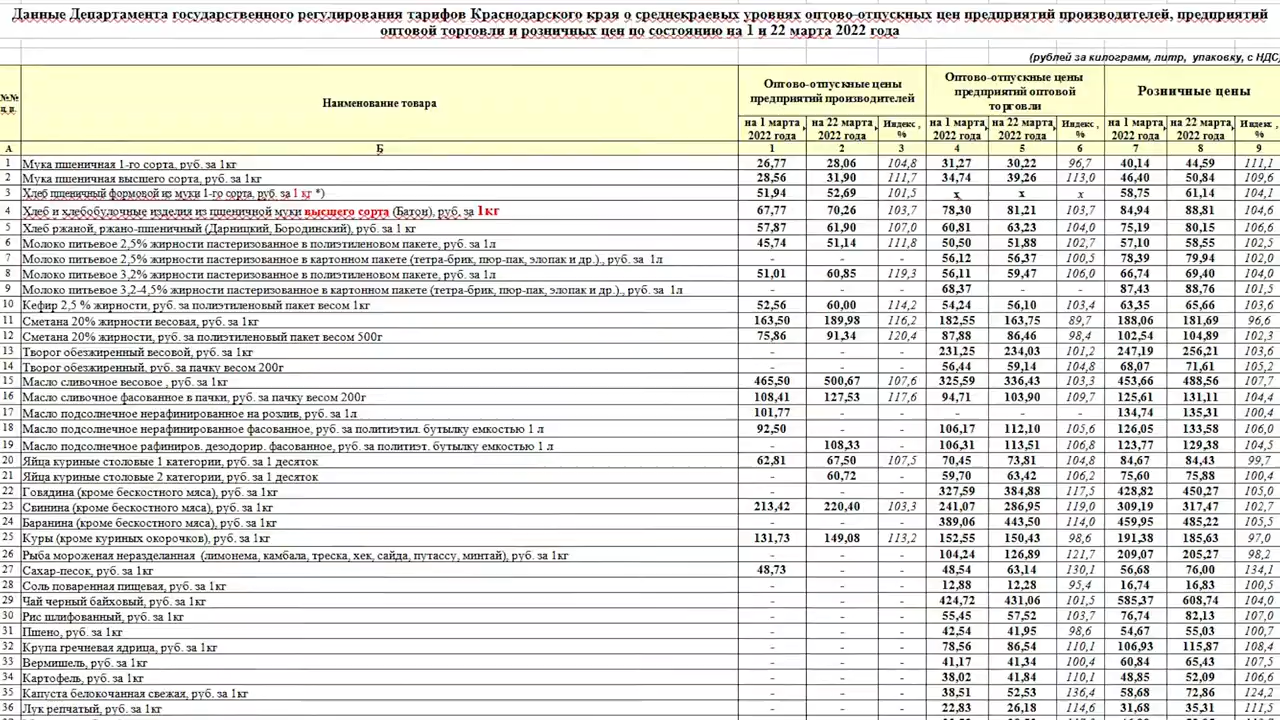 Данные Департамента государственного регулирования тарифов Краснодарского края о среднекраевых уровнях оптово-отпускных цен предприятий производителей, предприятий
оптовой торговли и розничных цен по состоянию на 1 и 22 марта 2022 года
(рублей за килограмм, литр, упаковку, с НДС)
№№ п.п. Наименование товара Оптово-отпускные цены предприятий производителей Оптово-отпускные цены предприятий оптовой торговли Розничные цены
на 1 марта 2022 года на 22 марта 2022 года Индекс, % на 1 марта 2022 года на 22 марта 2022 года Индекс, % на 1 марта 2022 года на 22 марта 2022 года Индекс, %
А Б 1 2 3 4 5 6 7 8 9
1 Мука пшеничная 1-го сорта, руб. за 1кг 26,77 28,06 104,8 31,27 30,22 96,7 40,14 44,59 111,1
2 Мука пшеничная высшего сорта, руб. за 1кг 28,56 31,90 111,7 34,74 39,26 113,0 46,40 50,84 109,6
3 Хлеб пшеничный формовой из муки 1-го сорта, руб. за 1 кг *) 51,94 52,69 101,5 х х х 58,75 61,14 104,1
4 Хлеб и хлебобулочные изделия из пшеничной муки высшего сорта (Батон), руб. за 1кг 67,77 70,26 103,7 78,30 81,21 103,7 84,94 88,81 104,6
5 Хлеб ржаной, ржано-пшеничный (Дарницкий, Бородинский), руб. за 1 кг 57,87 61,90 107,0 60,81 63,23 104,0 75,19 80,15 106,6
6 Молоко питьевое 2,5% жирности пастеризованное в полиэтиленовом пакете, руб. за 1л 45,74 51,14 111,8 50,50 51,88 102,7 57,10 58,55 102,5
7 Молоко питьевое 2,5% жирности пастеризованное в картонном пакете (тетра-брик, пюр-пак, элопак и др.)., руб. за 1л - - - 56,12 56,37 100,5 78,39 79,94 102,0
8 Молоко питьевое 3,2% жирности пастеризованное в полиэтиленовом пакете, руб. за 1л 51,01 60,85 119,3 56,11 59,47 106,0 66,74 69,40 104,0
9 Молоко питьевое 3,2-4,5% жирности пастеризованное в картонном пакете (тетра-брик, пюр-пак, элопак и др.)., руб. за 1л - - - 68,37 - - 87,43 88,76 101,5
10 Кефир 2,5 % жирности, руб. за полиэтиленовый пакет весом 1кг 52,56 60,00 114,2 54,24 56,10 103,4 63,35 65,66 103,6
11 Сметана 20% жирности весовая, руб. за 1кг 163,50 189,98 116,2 182,55 163,75 89,7 188,06 181,69 96,6
12 Сметана 20% жирности, руб. за полиэтиленовый пакет весом 500г 75,86 91,34 120,4 87,88 86,46 98,4 102,54 104,89 102,3
13 Творог обезжиренный весовой, руб. за 1кг - - - 231,25 234,03 101,2 247,19 256,21 103,6
14 Творог обезжиренный, руб. за пачку весом 200г - - - 56,44 59,14 104,8 68,07 71,61 105,2
15 Масло сливочное весовое , руб. за 1кг 465,50 500,67 107,6 325,59 336,43 103,3 453,66 488,56 107,7
16 Масло сливочное фасованное в пачки, руб. за пачку весом 200г 108,41 127,53 117,6 94,71 103,90 109,7 125,61 131,11 104,4
17 Масло подсолнечное нерафинированное на розлив, руб. за 1л 101,77 - - - - - 134,74 135,31 100,4
18 Масло подсолнечное нерафинированное фасованное, руб. за политиэтил. бутылку емкостью 1 л 92,50 - - 106,17 112,10 105,6 126,05 133,58 106,0
19 Масло подсолнечное рафиниров. дезодорир. фасованное, руб. за политиэт. бутылку емкостью 1 л - 108,33 - 106,31 113,51 106,8 123,77 129,38 104,5
20 Яйца куриные столовые 1 категории, руб. за 1 десяток 62,81 67,50 107,5 70,45 73,81 104,8 84,67 84,43 99,7
21 Яйца куриные столовые 2 категории, руб. за 1 десяток - 60,72 - 59,70 63,42 106,2 75,60 75,88 100,4
22 Говядина (кроме бескостного мяса), руб. за 1кг - - - 327,59 384,88 117,5 428,82 450,27 105,0
23 Свинина (кроме бескостного мяса), руб. за 1кг 213,42 220,40 103,3 241,07 286,95 119,0 309,19 317,47 102,7
24 Баранина (кроме бескостного мяса), руб. за 1кг - - - 389,06 443,50 114,0 459,95 485,22 105,5
25 Куры (кроме куриных окорочков), руб. за 1кг 131,73 149,08 113,2 152,55 150,43 98,6 191,38 185,63 97,0
26 Рыба мороженая неразделанная (лимонема, камбала, треска, хек, сайда, путассу, минтай), руб. за 1кг - - - 104,24 126,89 121,7 209,07 205,27 98,2
27 Сахар-песок, руб. за 1кг 48,73 - - 48,54 63,14 130,1 56,68 76,00 134,1
28 Соль поваренная пищевая, руб. за 1кг - - - 12,88 12,28 95,4 16,74 16,83 100,5
29 Чай черный байховый, руб. за 1кг - - - 424,72 431,06 101,5 585,37 608,74 104,0
30 Рис шлифованный, руб. за 1кг - - - 55,45 57,52 103,7 76,74 82,13 107,0
31 Пшено, руб. за 1кг - - - 42,54 41,95 98,6 54,67 55,03 100,7
32 Крупа гречневая ядрица, руб. за 1кг - - - 78,56 86,54 110,1 106,93 115,87 108,4
33 Вермишель, руб. за 1кг - - - 41,17 41,34 100,4 60,84 65,43 107,5
34 Картофель, руб. за 1кг - - - 38,02 41,84 110,1 48,85 52,09 106,6
35 Капуста белокочанная свежая, руб. за 1кг - - - 38,51 52,53 136,4 58,68 72,86 124,2
36 Лук репчатый, руб. за 1кг - - - 22,83 26,18 114,6 31,68 35,31 111,5